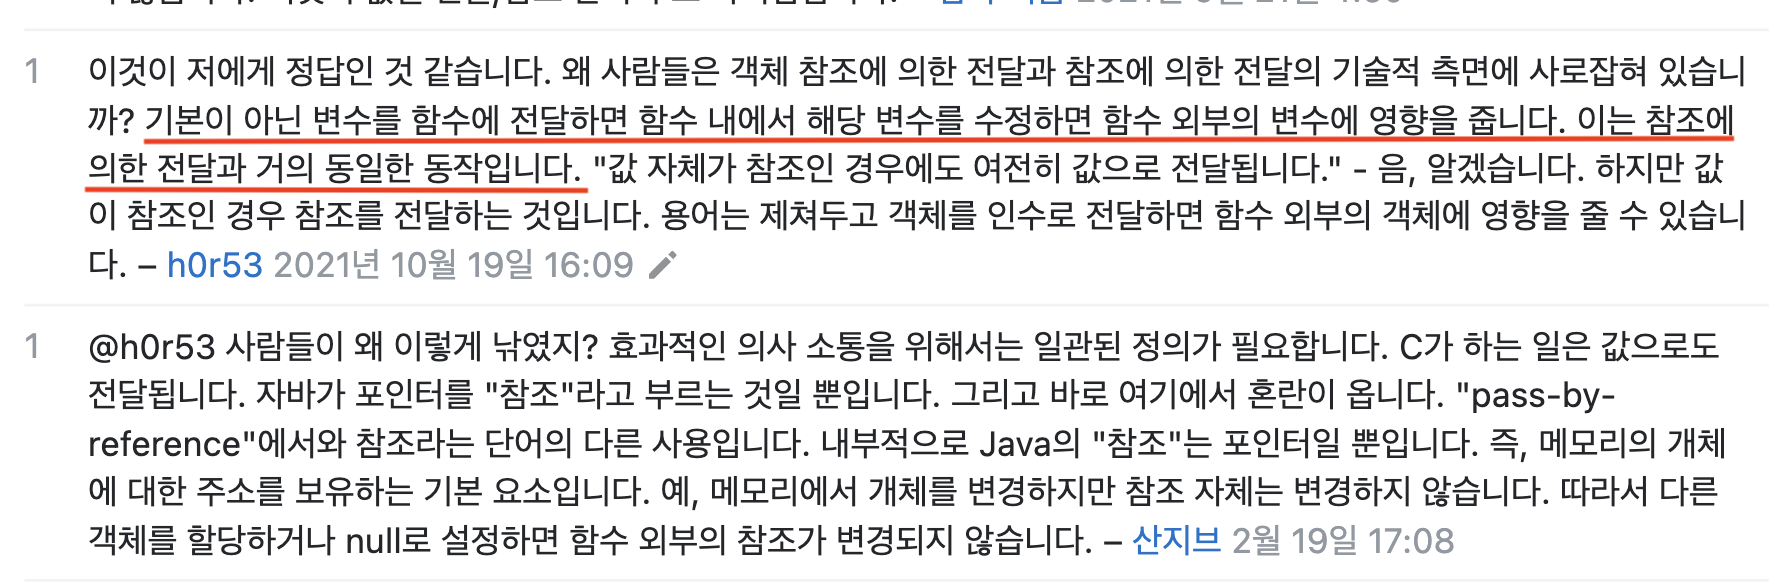 1 이것이 저에게 정답인 것 같습니다. 왜 사람들은 객체 참조에 의한 전달과 참조에 의한 전달의 기술적 측면에 사로잡혀 있습니
까? 기본이 아닌 변수를 함수에 전달하면 함수 내에서 해당 변수를 수정하면 함수 외부의 변수에 영향을 줍니다. 이는 참조에
의한 전달과 거의 동일한 동작입니다. "값 자체가 참조인 경우에도 여전히 값으로 전달됩니다." - 음, 알겠습니다. 하지만 값
이 참조인 경우 참조를 전달하는 것입니다. 용어는 제쳐두고 객체를 인수로 전달하면 함수 외부의 객체에 영향을 줄 수 있습니
다. – h0r53 2021년 10월 19일 16:09
1 @h0r53 사람들이 왜 이렇게 낚였지? 효과적인 의사 소통을 위해서는 일관된 정의가 필요합니다. C가 하는 일은 값으로도
전달됩니다. 자바가 포인터를 "참조"라고 부르는 것일 뿐입니다. 그리고 바로 여기에서 혼란이 옵니다. "pass-by-
reference"에서와 참조라는 단어의 다른 사용입니다. 내부적으로 Java의 "참조"는 포인터일 뿐입니다. 즉, 메모리의 개체
에 대한 주소를 보유하는 기본 요소입니다. 예, 메모리에서 개체를 변경하지만 참조 자체는 변경하지 않습니다. 따라서 다른
객체를 할당하거나 null로 설정하면 함수 외부의 참조가 변경되지 않습니다. – 산지브 2월 19일 17:08